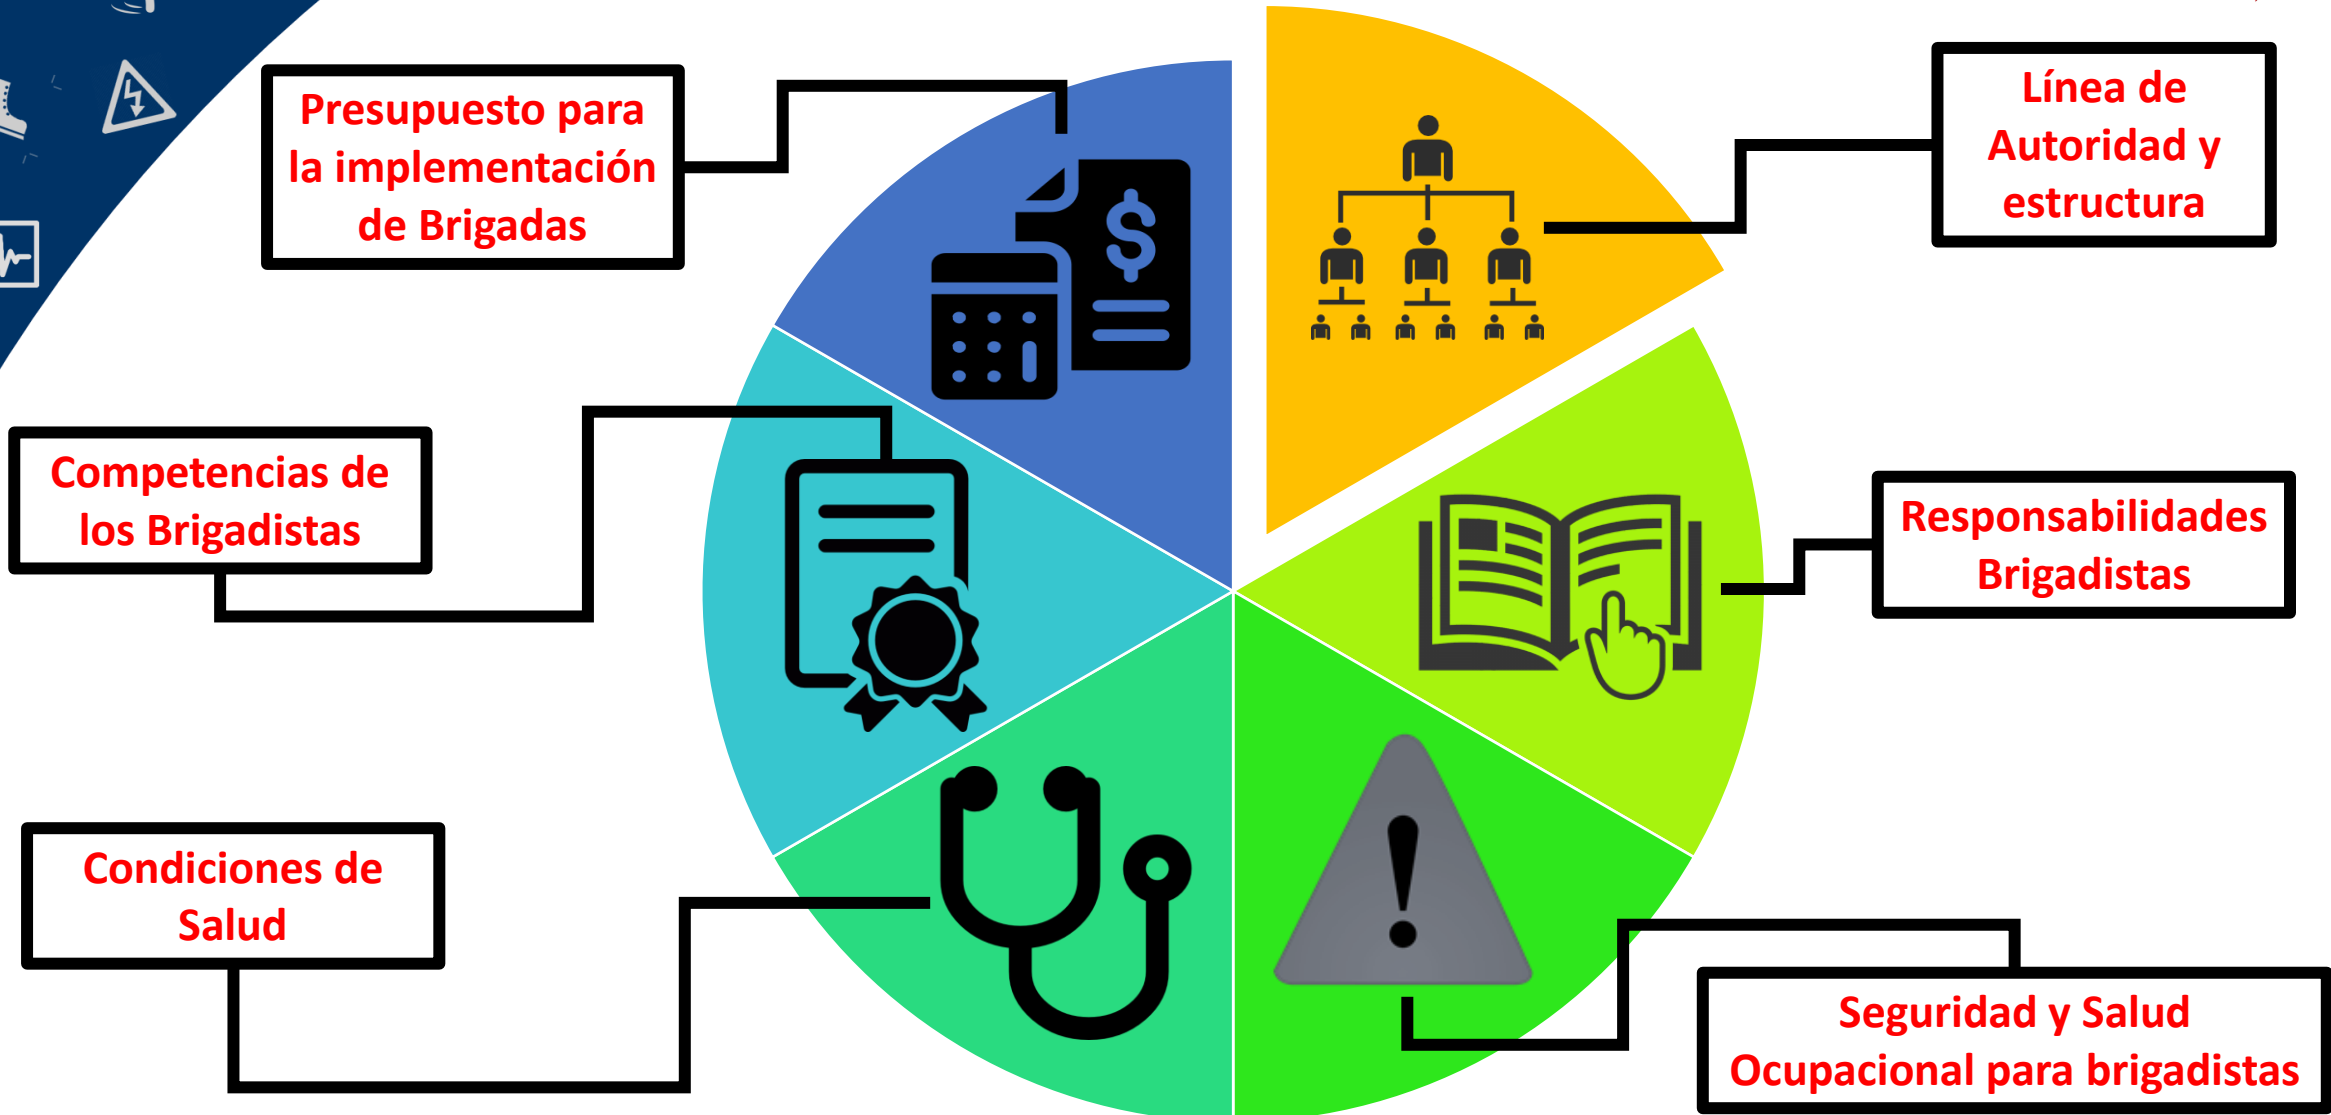 Presupuesto para
la implementación
de Brigadas
Línea de
Autoridad y
estructura
Competencias de
los Brigadistas
Responsabilidades
Brigadistas
Condiciones de
Salud
Seguridad y Salud
Ocupacional para brigadistas